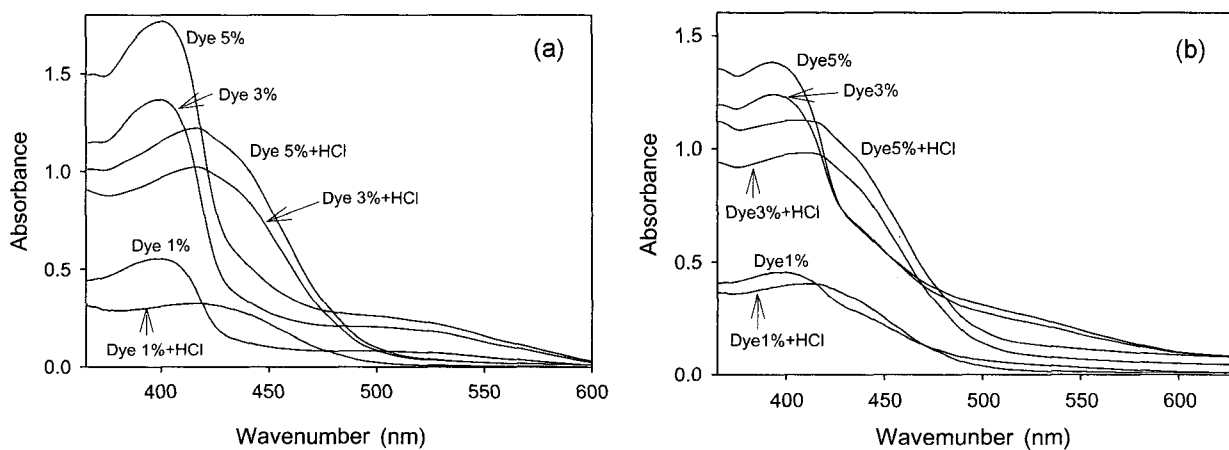 (a)
Dye 5%
Dye 3%
Dye 5%+HCl
Dye 3%+HCl
Dye 1%
Dye 1%+HCl
1.5
1.0
0.5
0.0
400
450
500
550
600
Absorbance
Wavenumber (nm)
(b)
Dye5%
Dye3%
Dye5%+HCl
Dye3%+HCl
Dye1%
Dye1%+HCl
1.5
1.0
0.5
0.0
400
450
500
550
600
Absorbance
Wavemunber (nm)